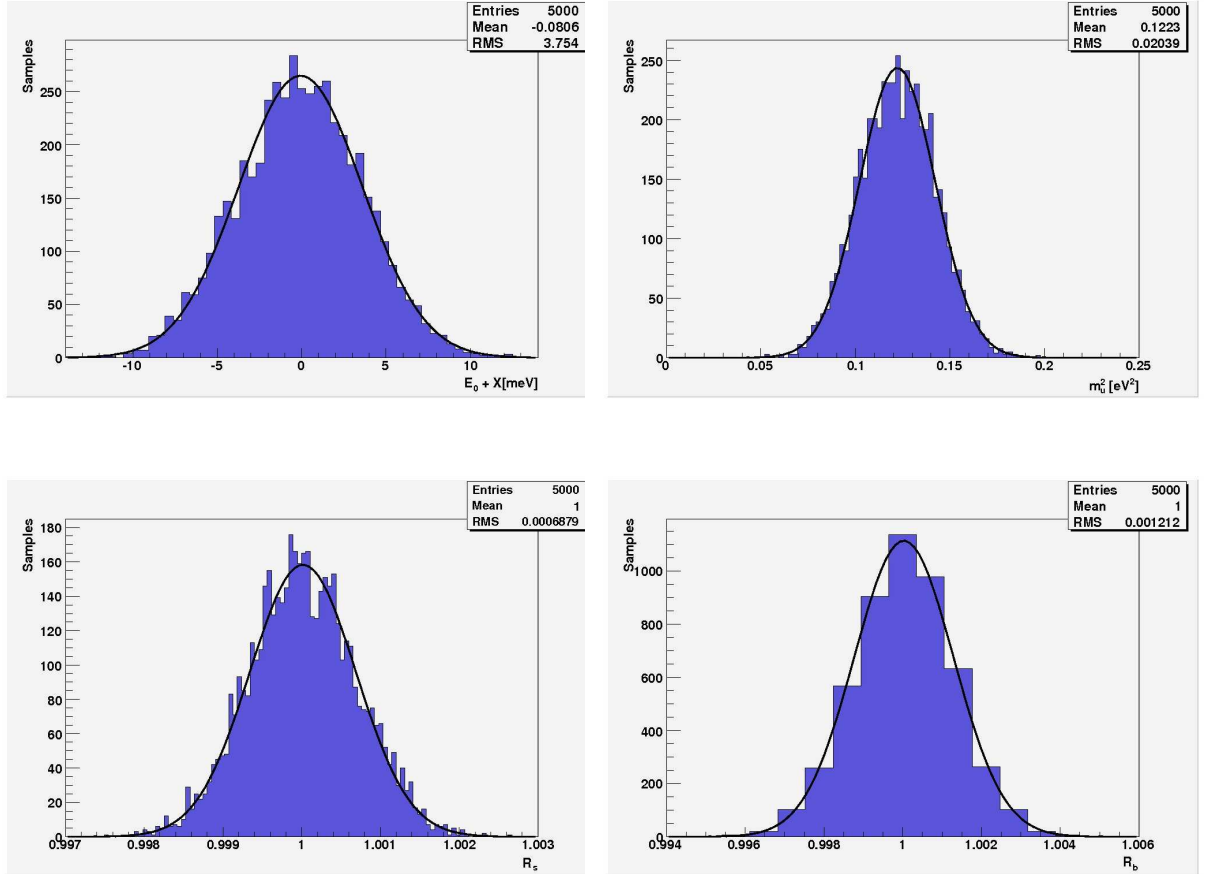 Entries 5000
Mean -0.0806
RMS 3.754
Samples
250
200
150
100
50
0
-10 -5 0 5 10
E₀ + X[meV]
Entries 5000
Mean 0.1223
RMS 0.02039
Samples
250
200
150
100
50
0
0 0.05 0.1 0.15 0.2 0.25
m²ᵤ [eV²]
Entries 5000
Mean 1
RMS 0.0006879
Samples
180
160
140
120
100
80
60
40
20
0
0.997 0.998 0.999 1 1.001 1.002 1.003
Rₛ
Entries 5000
Mean 1
RMS 0.001212
Samples
1000
800
600
400
200
0
0.994 0.996 0.998 1 1.002 1.004 1.006
R_b